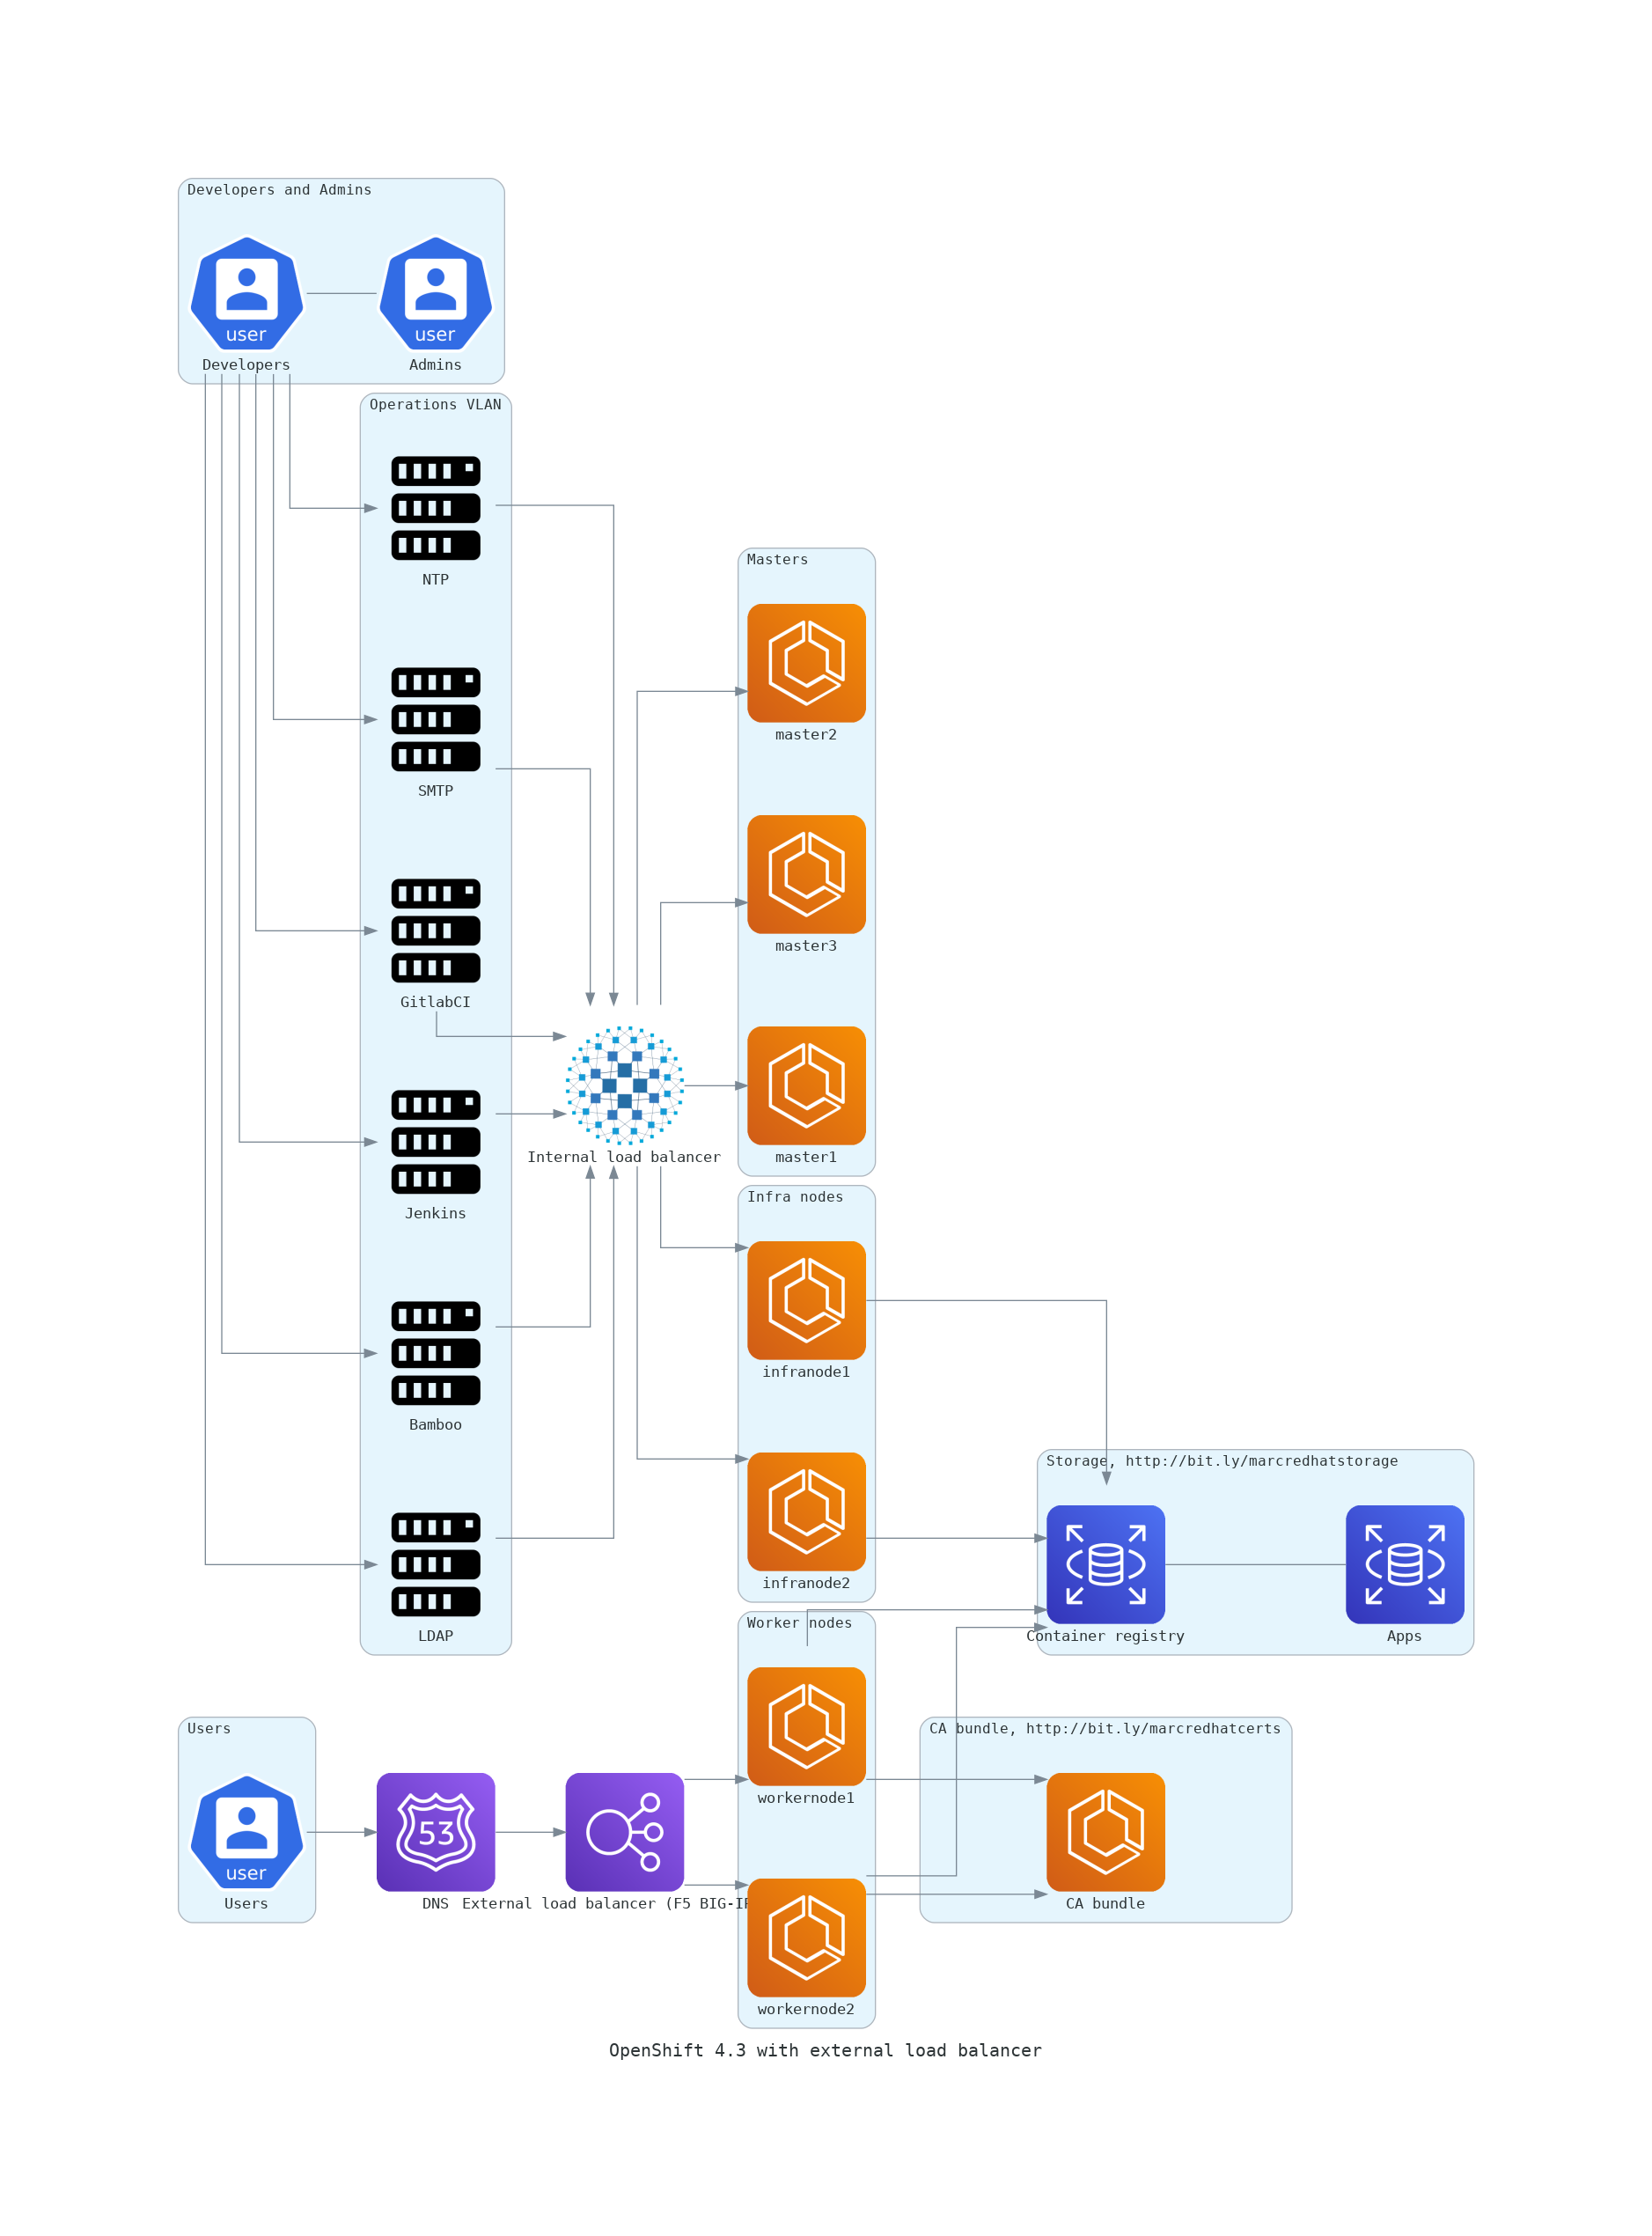 Developers and Admins
user
user
Developers
Admins
Operations VLAN
NTP
SMTP
GitlabCI
Jenkins
Bamboo
LDAP
Internal load balancer
Masters
master2
master3
master1
Infra nodes
infranode1
infranode2
Storage, http://bit.ly/marcredhatstorage
Container registry
Apps
Worker nodes
workernode1
workernode2
Users
user
Users
53
DNS
External load balancer (F5 BIG-IP
CA bundle, http://bit.ly/marcredhatcerts
CA bundle
OpenShift 4.3 with external load balancer